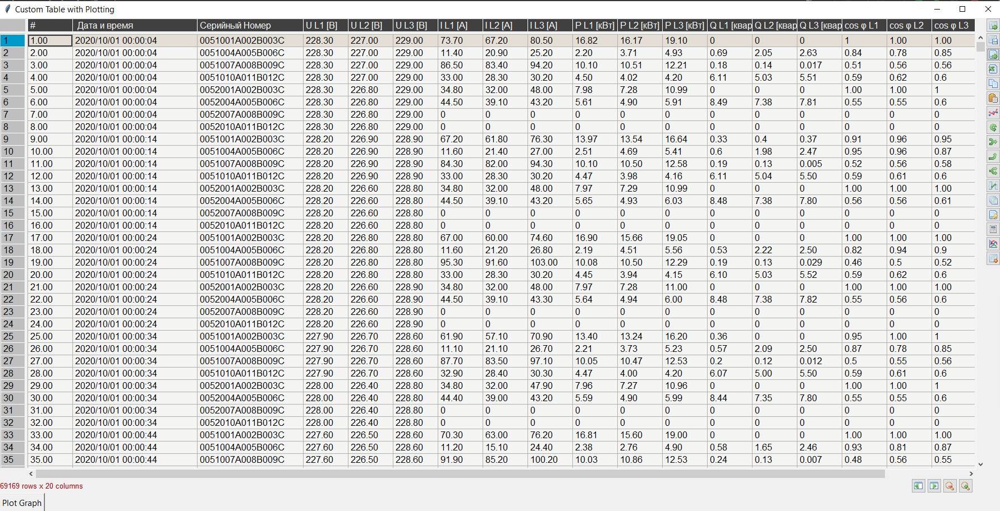 Custom Table with Plotting
# Дата и время Серийный Номер U L1 [В] U L2 [В] U L3 [В] I L1 [А] I L2 [А] I L3 [А] P L1 [кВт] P L2 [кВт] P L3 [кВт] Q L1 [квар Q L2 [квар Q L3 [квар cos φ L1 cos φ L2 cos φ L3
1 1.00 2020/10/01 00:00:04 0051001A002B003C 228.30 227.00 229.00 73.70 67.20 80.50 16.82 16.17 19.10 0 0 0 1 1.00 1.00
2 2.00 2020/10/01 00:00:04 0051004A005B006C 228.30 227.00 229.00 11.40 20.90 25.20 2.20 3.71 4.93 0.69 2.05 2.63 0.84 0.78 0.85
3 3.00 2020/10/01 00:00:04 0051007A008B009C 228.30 227.00 229.00 86.50 83.40 94.20 10.10 10.51 12.21 0.18 0.14 0.017 0.51 0.56 0.56
4 4.00 2020/10/01 00:00:04 0051010A011B012C 228.30 227.00 229.00 33.00 28.30 30.20 4.50 4.02 4.20 6.11 5.03 5.51 0.59 0.62 0.6
5 5.00 2020/10/01 00:00:04 0052001A002B003C 228.30 226.80 229.00 34.80 32.00 48.00 7.98 7.28 10.99 0 0 0 1.00 1.00 1
6 6.00 2020/10/01 00:00:04 0052004A005B006C 228.30 226.80 229.00 44.50 39.10 43.20 5.61 4.90 5.91 8.49 7.38 7.81 0.55 0.55 0.6
7 7.00 2020/10/01 00:00:04 0052007A008B009C 228.30 226.80 229.00 0 0 0 0 0 0 0 0 0 0 0 0
8 8.00 2020/10/01 00:00:04 0052010A011B012C 228.30 226.80 229.00 0 0 0 0 0 0 0 0 0 0 0 0
9 9.00 2020/10/01 00:00:14 0051001A002B003C 228.20 226.90 228.90 67.20 61.80 76.30 13.97 13.54 16.64 0.33 0.4 0.37 0.91 0.96 0.95
10 10.00 2020/10/01 00:00:14 0051004A005B006C 228.20 226.90 228.90 11.60 21.40 27.00 2.51 4.69 5.41 0.6 1.98 2.47 0.95 0.96 0.87
11 11.00 2020/10/01 00:00:14 0051007A008B009C 228.20 226.90 228.90 84.30 82.00 94.30 10.10 10.50 12.58 0.19 0.13 0.005 0.52 0.56 0.58
12 12.00 2020/10/01 00:00:14 0051010A011B012C 228.20 226.90 228.90 33.00 28.30 30.20 4.47 3.98 4.16 6.11 5.04 5.50 0.59 0.61 0.6
13 13.00 2020/10/01 00:00:14 0052001A002B003C 228.20 226.60 228.80 34.80 32.00 48.00 7.97 7.29 10.99 0 0 0 1.00 1.00 1.00
14 14.00 2020/10/01 00:00:14 0052004A005B006C 228.20 226.60 228.80 44.50 39.10 43.20 5.65 4.93 6.03 8.48 7.38 7.80 0.56 0.56 0.61
15 15.00 2020/10/01 00:00:14 0052007A008B009C 228.20 226.60 228.80 0 0 0 0 0 0 0 0 0 0 0 0
16 16.00 2020/10/01 00:00:14 0052010A011B012C 228.20 226.60 228.80 0 0 0 0 0 0 0 0 0 0 0 0
17 17.00 2020/10/01 00:00:24 0051001A002B003C 228.20 226.80 228.80 67.00 60.00 74.60 16.90 15.66 19.05 0 0 0 1.00 1.00 1.00
18 18.00 2020/10/01 00:00:24 0051004A005B006C 228.20 226.80 228.80 11.60 21.20 26.80 2.19 4.51 5.56 0.53 2.22 2.50 0.82 0.94 0.9
19 19.00 2020/10/01 00:00:24 0051007A008B009C 228.20 226.80 228.80 95.30 91.60 103.00 10.08 10.50 12.29 0.19 0.13 0.029 0.46 0.5 0.52
20 20.00 2020/10/01 00:00:24 0051010A011B012C 228.20 226.80 228.80 33.00 28.30 30.20 4.45 3.94 4.15 6.10 5.03 5.52 0.59 0.62 0.6
21 21.00 2020/10/01 00:00:24 0052001A002B003C 228.20 226.60 228.90 34.80 32.00 48.00 7.97 7.28 11.00 0 0 0 1.00 1.00 1.00
22 22.00 2020/10/01 00:00:24 0052004A005B006C 228.20 226.60 228.90 44.50 39.10 43.30 5.64 4.94 6.00 8.48 7.38 7.82 0.55 0.56 0.6
23 23.00 2020/10/01 00:00:24 0052007A008B009C 228.20 226.60 228.90 0 0 0 0 0 0 0 0 0 0 0 0
24 24.00 2020/10/01 00:00:24 0052010A011B012C 228.20 226.60 228.90 0 0 0 0 0 0 0 0 0 0 0 0
25 25.00 2020/10/01 00:00:34 0051001A002B003C 227.90 226.70 228.60 61.90 57.10 70.90 13.40 13.24 16.20 0.36 0 0 0.95 1.00 1
26 26.00 2020/10/01 00:00:34 0051004A005B006C 227.90 226.70 228.60 11.10 21.10 26.70 2.21 3.73 5.23 0.57 2.09 2.50 0.87 0.78 0.85
27 27.00 2020/10/01 00:00:34 0051007A008B009C 227.90 226.70 228.60 87.70 83.50 97.10 10.05 10.47 12.53 0.2 0.12 0.012 0.5 0.55 0.56
28 28.00 2020/10/01 00:00:34 0051010A011B012C 227.90 226.70 228.60 32.90 28.40 30.30 4.47 4.00 4.20 6.07 5.00 5.50 0.59 0.61 0.6
29 29.00 2020/10/01 00:00:34 0052001A002B003C 228.00 226.40 228.80 34.80 32.00 47.90 7.96 7.27 10.96 0 0 0 1.00 1.00 1
30 30.00 2020/10/01 00:00:34 0052004A005B006C 228.00 226.40 228.80 44.40 39.00 43.20 5.59 4.90 5.99 8.44 7.35 7.80 0.55 0.55 0.6
31 31.00 2020/10/01 00:00:34 0052007A008B009C 228.00 226.40 228.80 0 0 0 0 0 0 0 0 0 0 0 0
32 32.00 2020/10/01 00:00:34 0052010A011B012C 228.00 226.40 228.80 0 0 0 0 0 0 0 0 0 0 0 0
33 33.00 2020/10/01 00:00:44 0051001A002B003C 227.60 226.50 228.60 70.30 63.00 76.20 16.81 15.60 19.00 0 0 0 1.00 1.00 1.00
34 34.00 2020/10/01 00:00:44 0051004A005B006C 227.60 226.50 228.60 11.20 15.10 24.40 2.38 2.76 4.90 0.58 1.65 2.46 0.93 0.81 0.87
35 35.00 2020/10/01 00:00:44 0051007A008B009C 227.60 226.50 228.60 91.90 85.20 100.20 10.03 10.86 12.53 0.24 0.13 0.007 0.48 0.56 0.55
69169 rows x 20 columns
Plot Graph